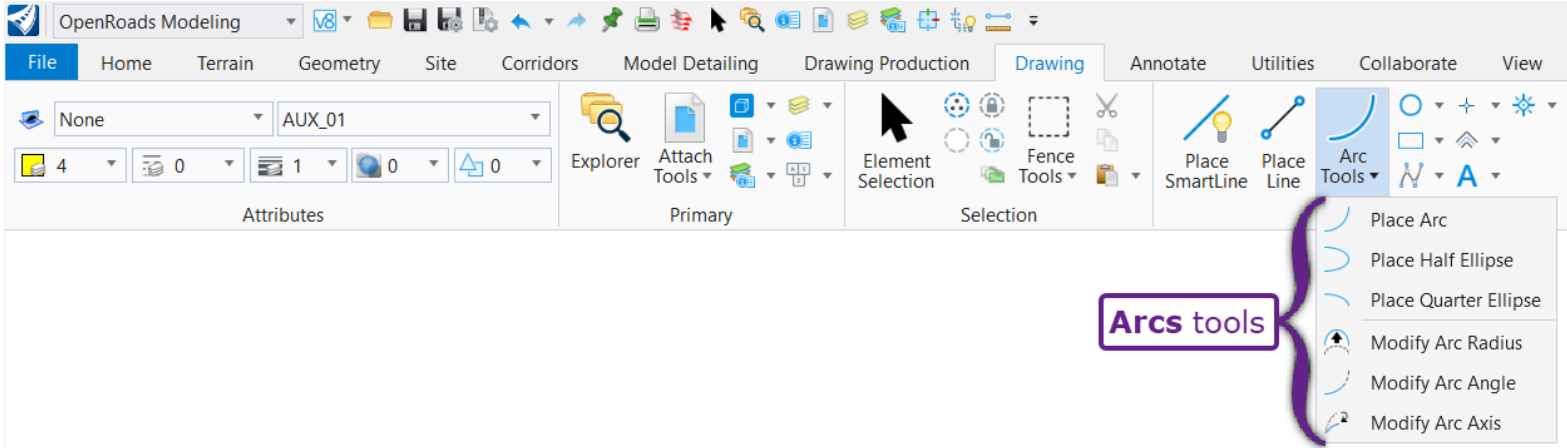 OpenRoads Modeling
V8
File Home Terrain Geometry Site Corridors Model Detailing Drawing Production Drawing Annotate Utilities Collaborate View
None AUX_01
4 0 1 0 0
Attributes
Explorer
Attach
Tools
Primary
Element
Selection
Fence
Tools
Selection
Place
SmartLine
Place
Line
Arc
Tools
A
Place Arc
Place Half Ellipse
Place Quarter Ellipse
Modify Arc Radius
Modify Arc Angle
Modify Arc Axis
Arcs tools